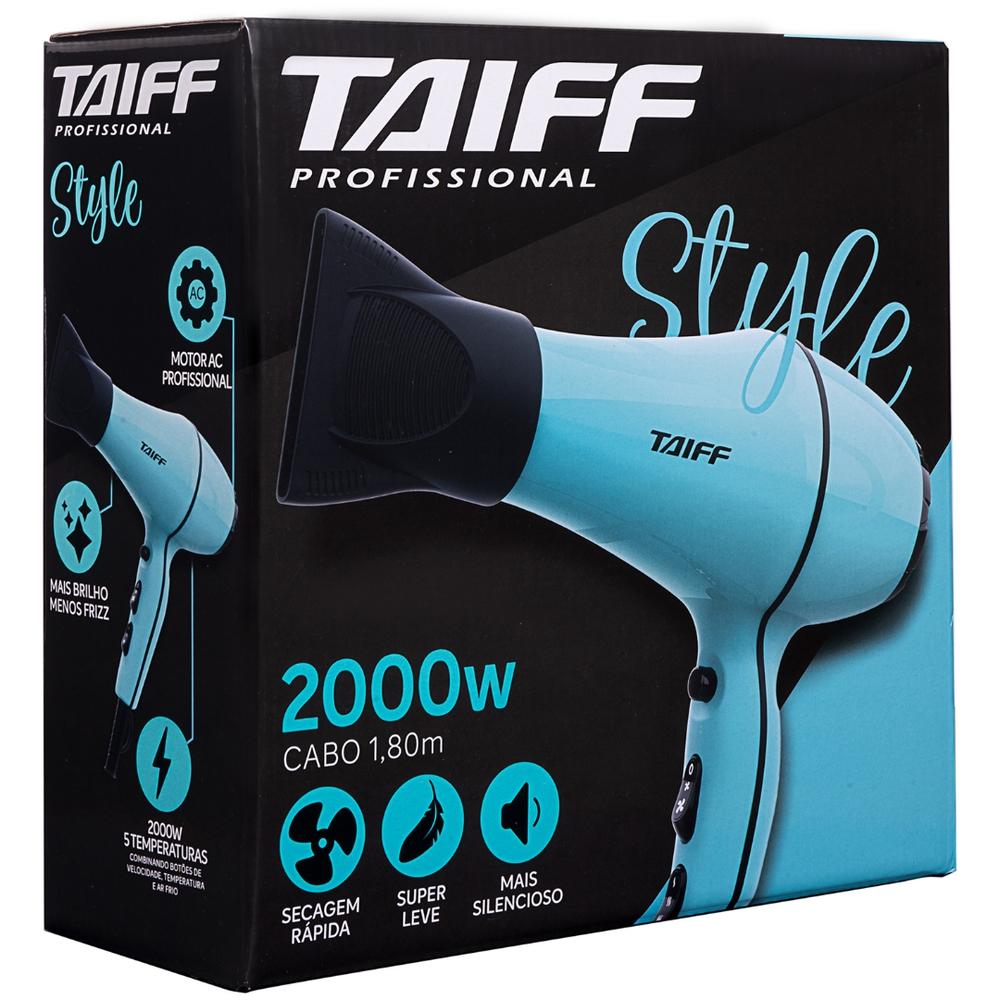 TAIFF
PROFISSIONAL
Style
AC
MOTOR AC
PROFISSIONAL
TAIFF
MAIS BRILHO
MENOS FRIZZ
2000W
5 TEMPERATURAS
COMBINANDO BOTÕES DE
VELOCIDADE, TEMPERATURA
E AR FRIO
TAIFF
PROFISSIONAL
Style
TAIFF
2000W
CABO 1,80m
SECAGEM
RÁPIDA
SUPER
LEVE
MAIS
SILENCIOSO